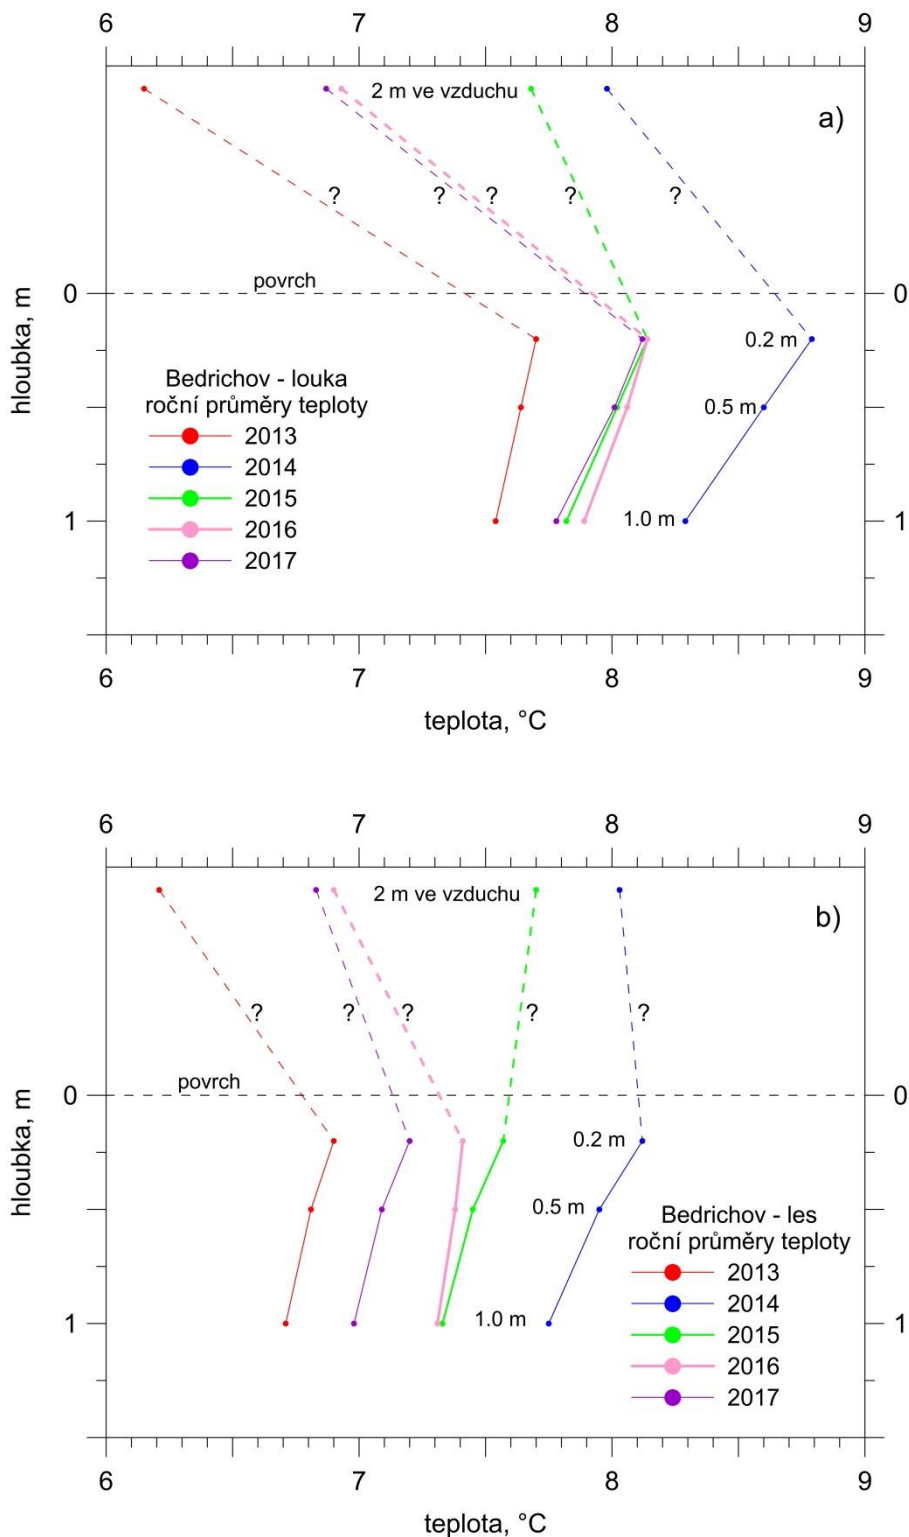 6 7 8 9
2 m ve vzduchu
a)
? ? ? ? ?
0 povrch 0
0.2 m
hloubka, m
Bedrichov - louka
roční průměry teploty
0.5 m
2013
2014
2015
2016
2017
1 1.0 m 1
6 7 8 9
teplota, °C
6 7 8 9
2 m ve vzduchu
b)
? ? ? ? ?
povrch
0 0
0.2 m
hloubka, m
0.5 m
Bedrichov - les
roční průměry teploty
2013
2014
2015
2016
2017
1 1.0 m 1
6 7 8 9
teplota, °C